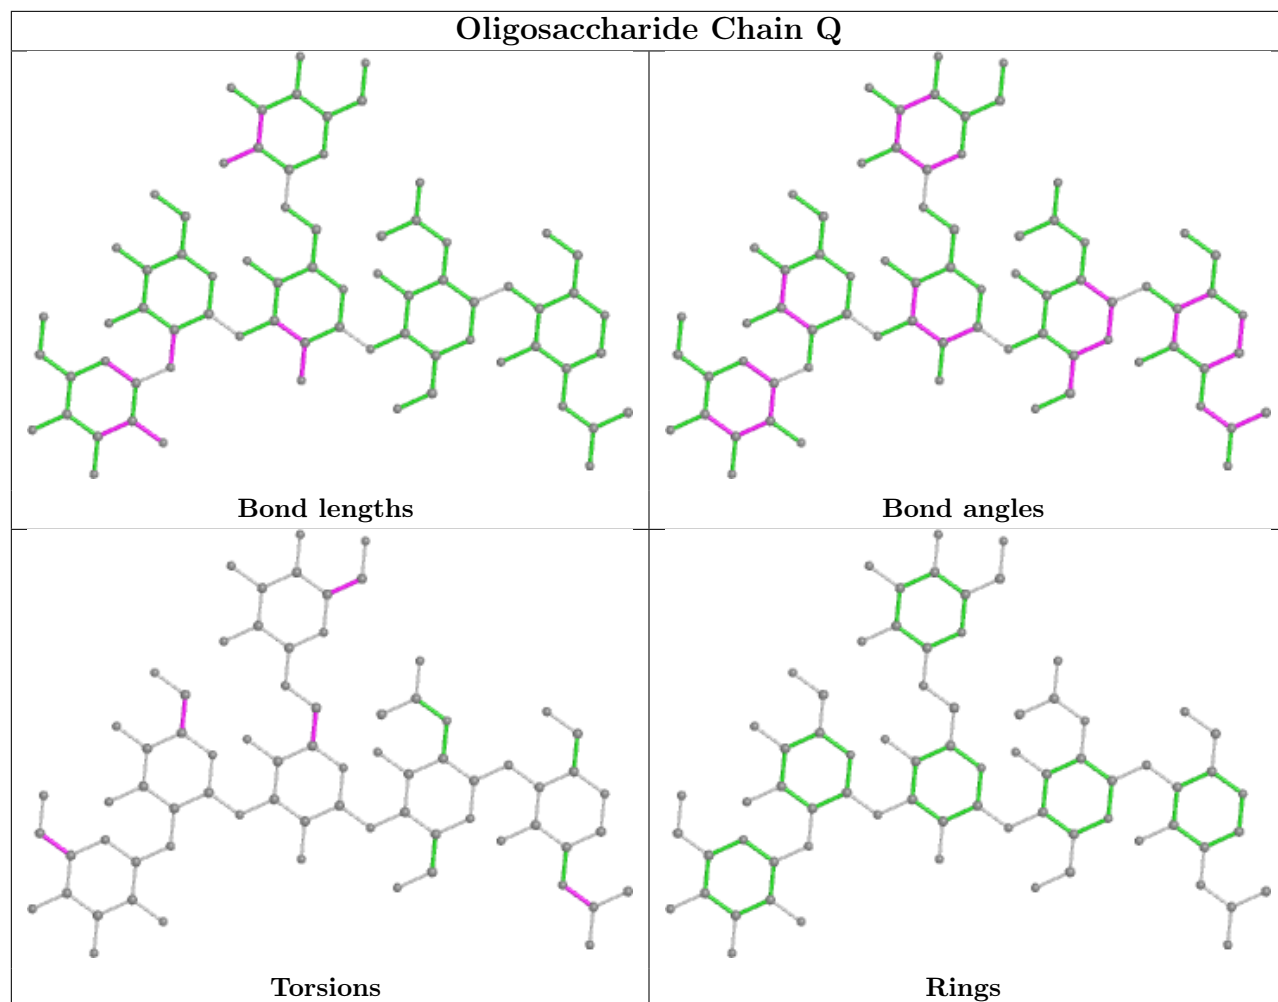 Oligosaccharide Chain Q
Bond lengths
Bond angles
Torsions
Rings